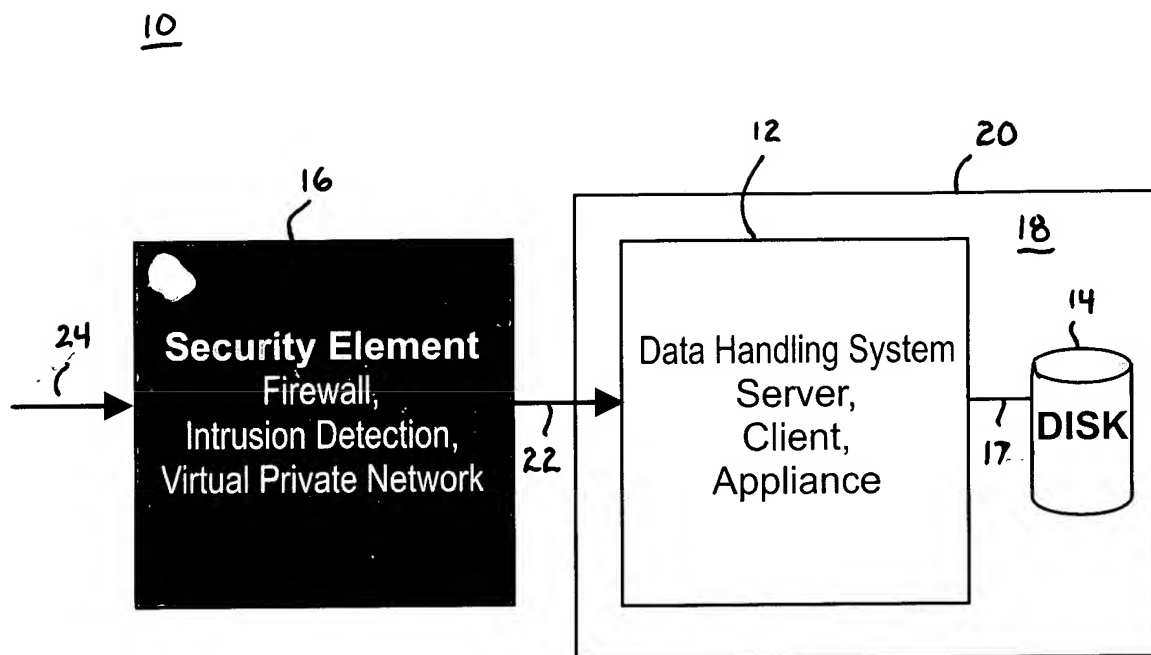 10
12
20
16
18
14
24
Security Element
Firewall,
Intrusion Detection,
Virtual Private Network
22
Data Handling System
Server,
Client,
Appliance
17
DISK